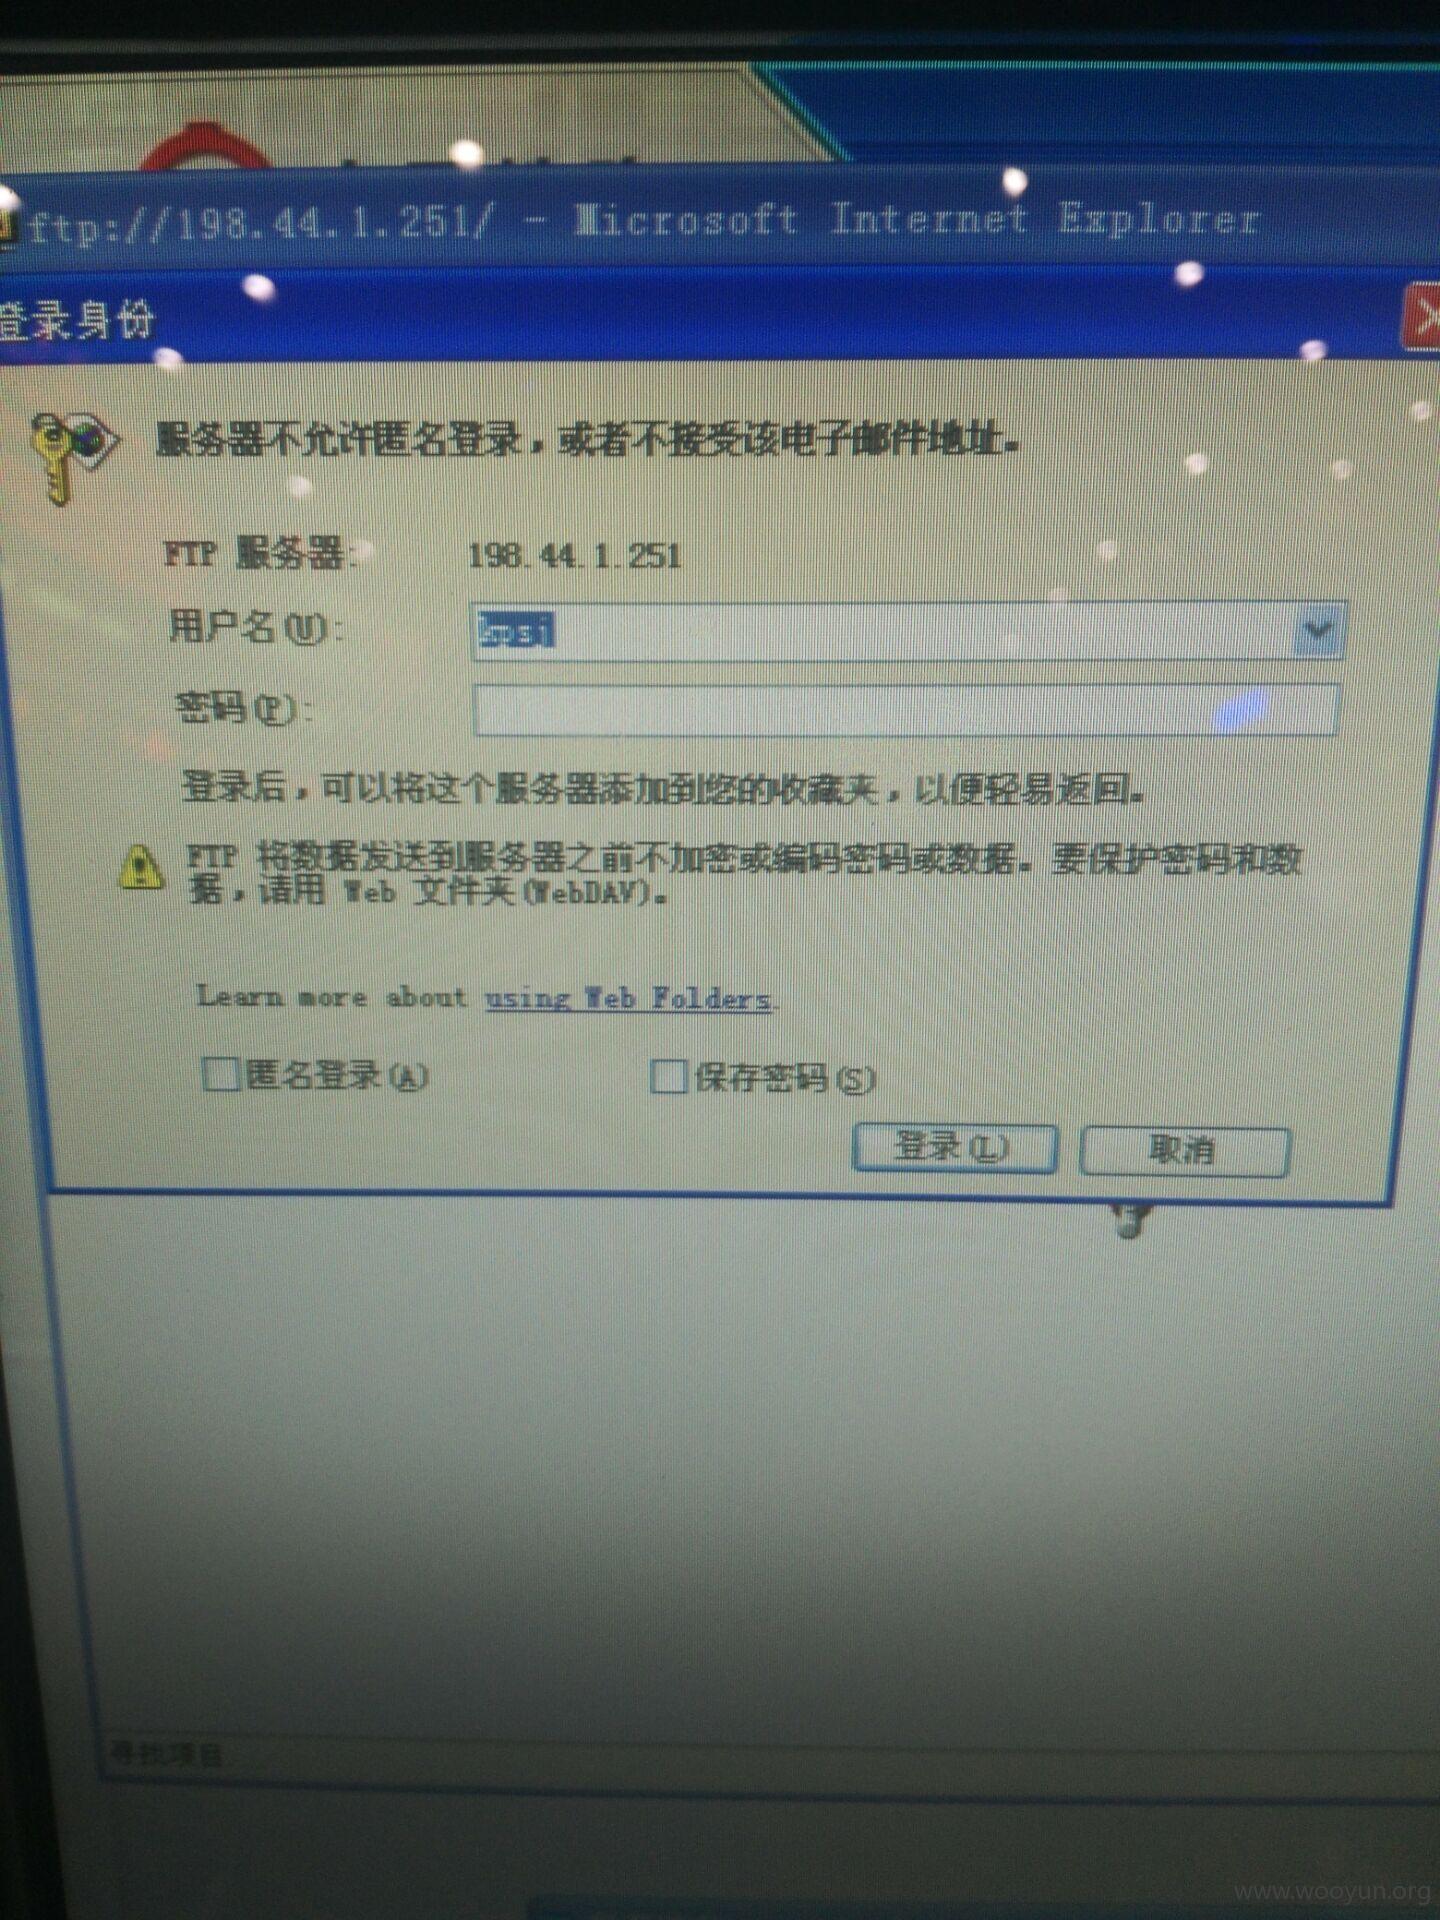 ftp://198.44.1.251/ - Microsoft Internet Explorer
登录身份
服务器不允许匿名登录，或者不接受该电子邮件地址。
FTP 服务器: 198.44.1.251
用户名(U):
密码(P):
登录后，可以将这个服务器添加到您的收藏夹，以便轻易返回。
FTP 将数据发送到服务器之前不加密或编码密码或数据。要保护密码和数
据，请用 Web 文件夹(WebDAV)。
Learn more about using Web Folders.
匿名登录(A) 保存密码(S)
登录(L) 取消
寻找项目
www.wooyun.org